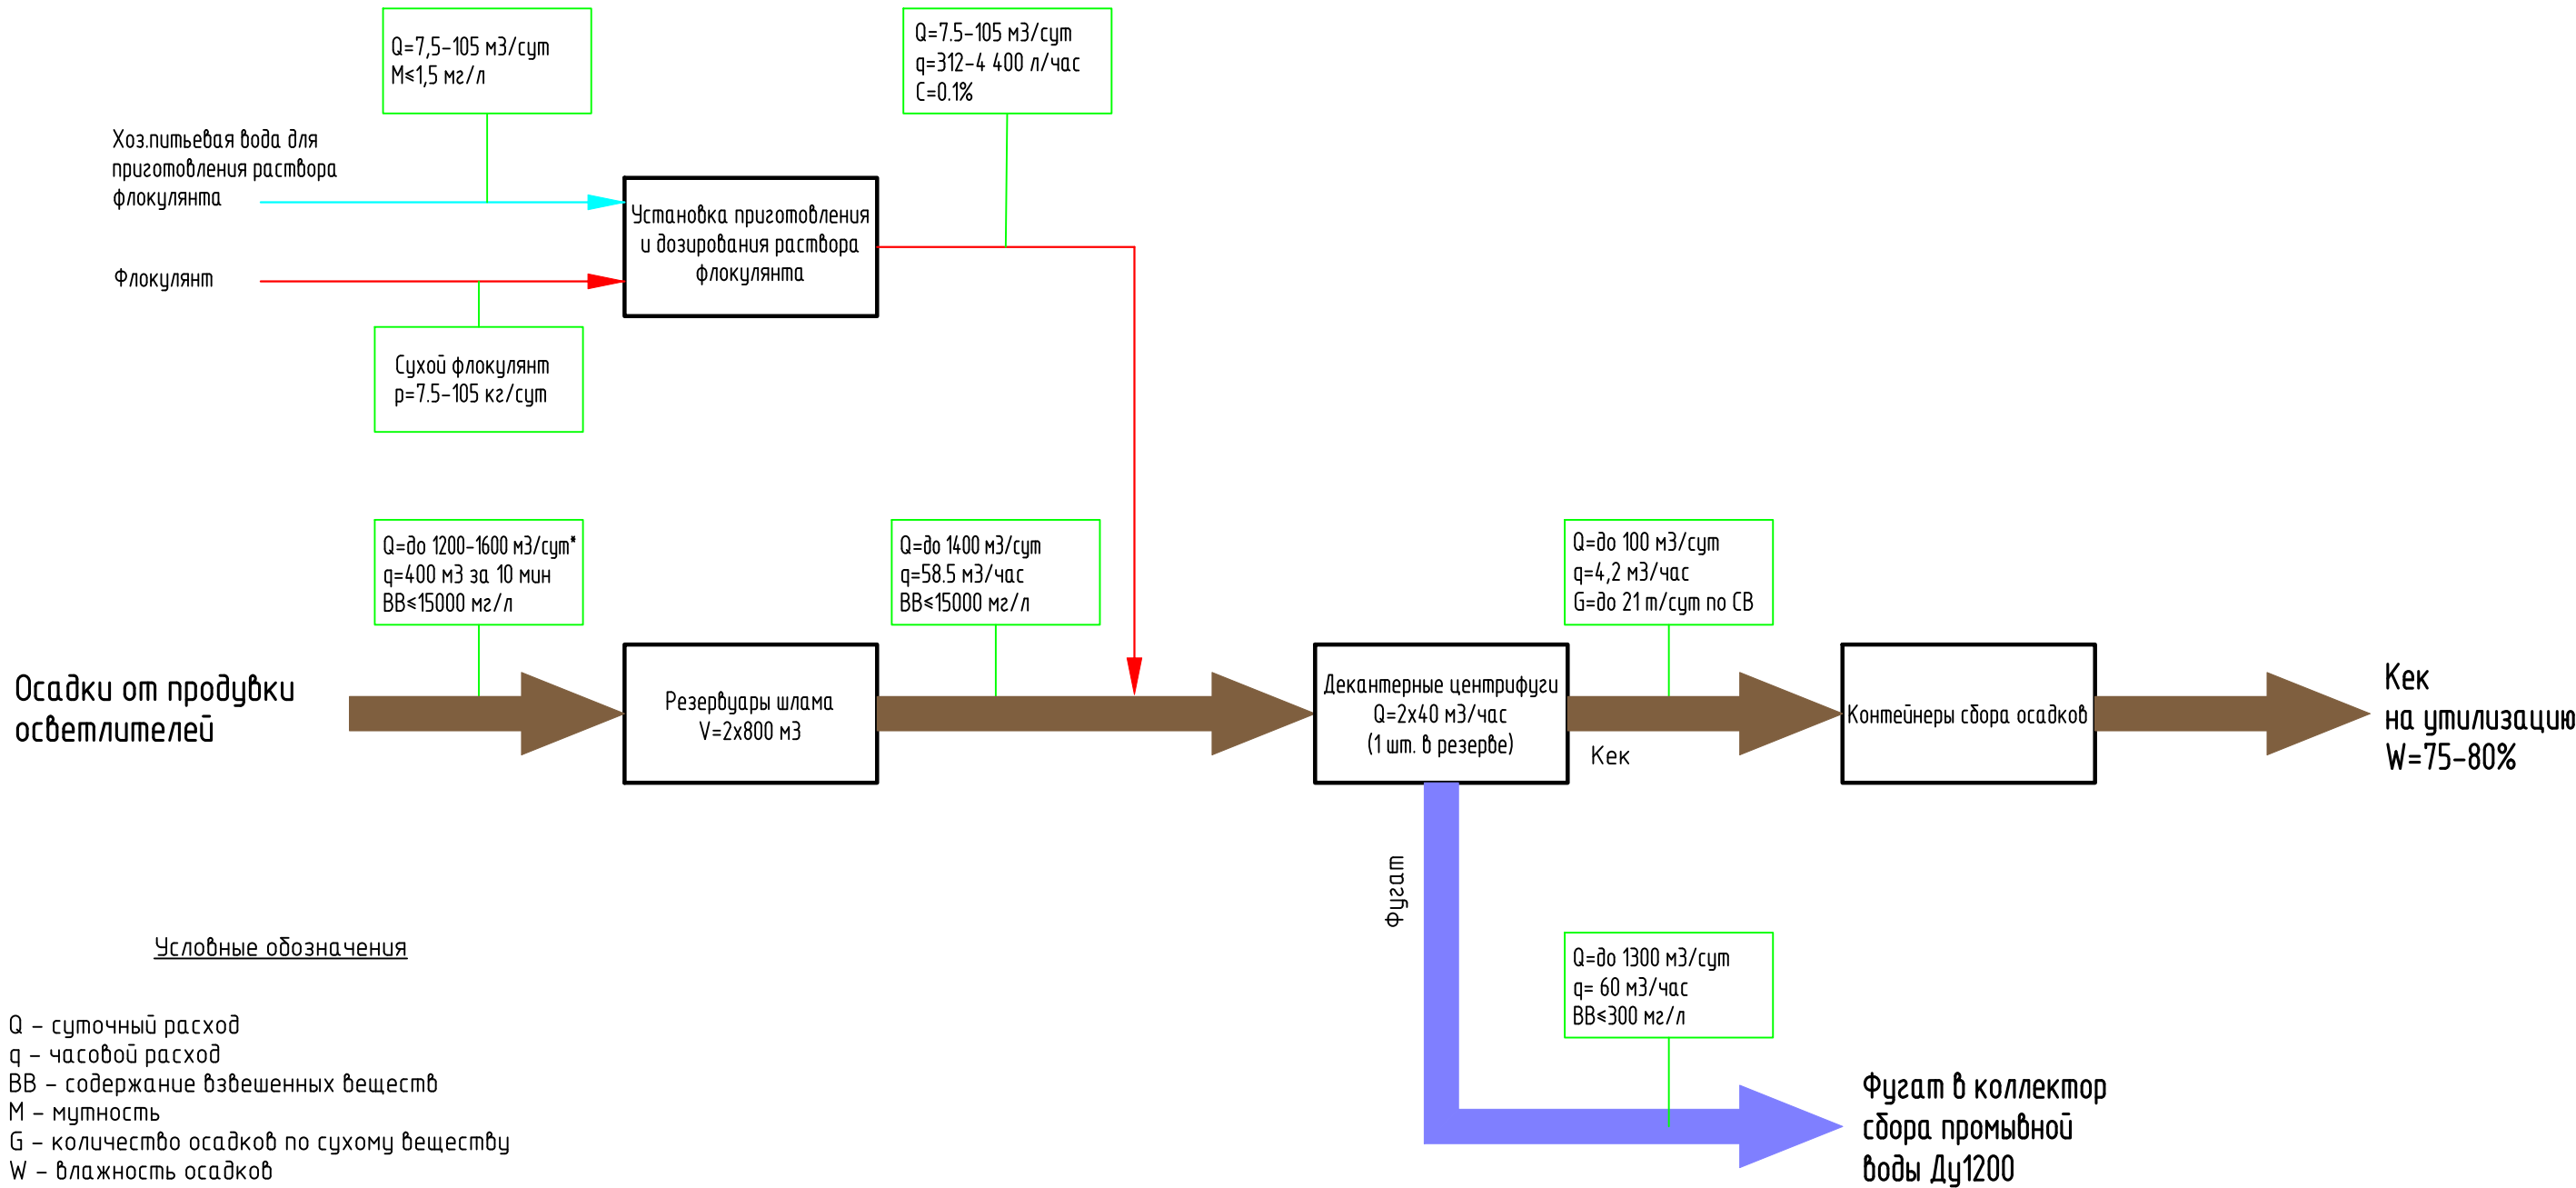 Q=7,5-105 м3/сут
М≤1,5 мг/л
Q=7.5-105 м3/сут
q=312-4 400 л/час
С=0.1%
Хоз.питьевая вода для
приготовления раствора
флокулянта
Установка приготовления
и дозирования раствора
флокулянта
Флокулянт
Сухой флокулянт
р=7.5-105 кг/сут
Q=до 1200-1600 м3/сут*
q=400 м3 за 10 мин
ВВ≤15000 мг/л
Q=до 1400 м3/сут
q=58.5 м3/час
ВВ≤15000 мг/л
Q=до 100 м3/сут
q=4,2 м3/час
G=до 21 т/сут по СВ
Осадки от продувки
осветлителей
Резервуары шлама
V=2х800 м3
Декантерные центрифуги
Q=2х40 м3/час
(1 шт. в резерве)
Кек
Контейнеры сбора осадков
Кек
на утилизацию
W=75-80%
Фугат
Q=до 1300 м3/сут
q= 60 м3/час
ВВ≤300 мг/л
Фугат в коллектор
сбора промывной
воды Ду1200
Условные обозначения
Q - суточный расход
q - часовой расход
ВВ - содержание взвешенных веществ
М - мутность
G - количество осадков по сухому веществу
W - влажность осадков